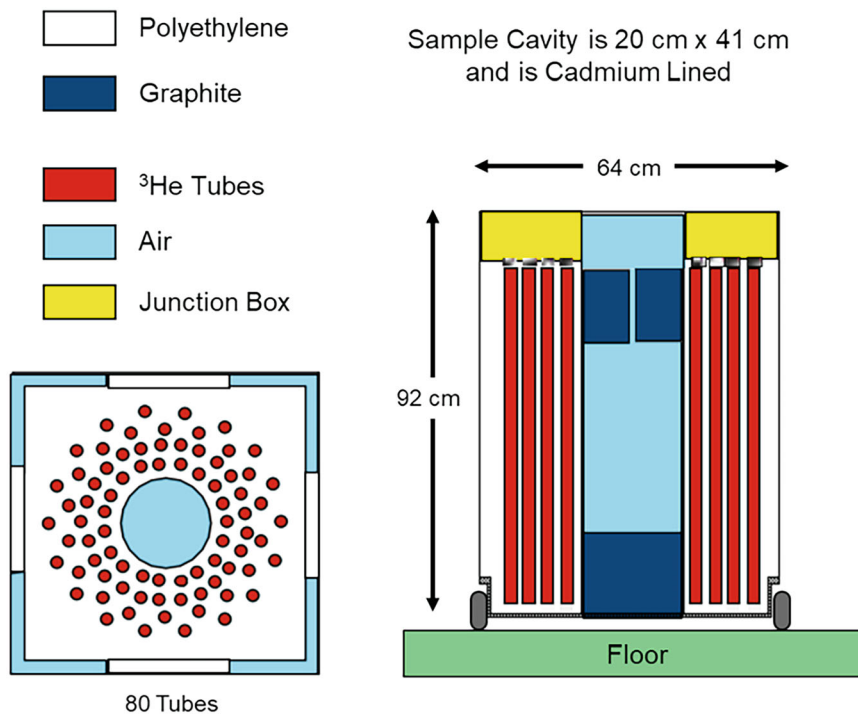 Polyethylene
Graphite
³He Tubes
Air
Junction Box
80 Tubes
Sample Cavity is 20 cm x 41 cm
and is Cadmium Lined
64 cm
92 cm
Floor